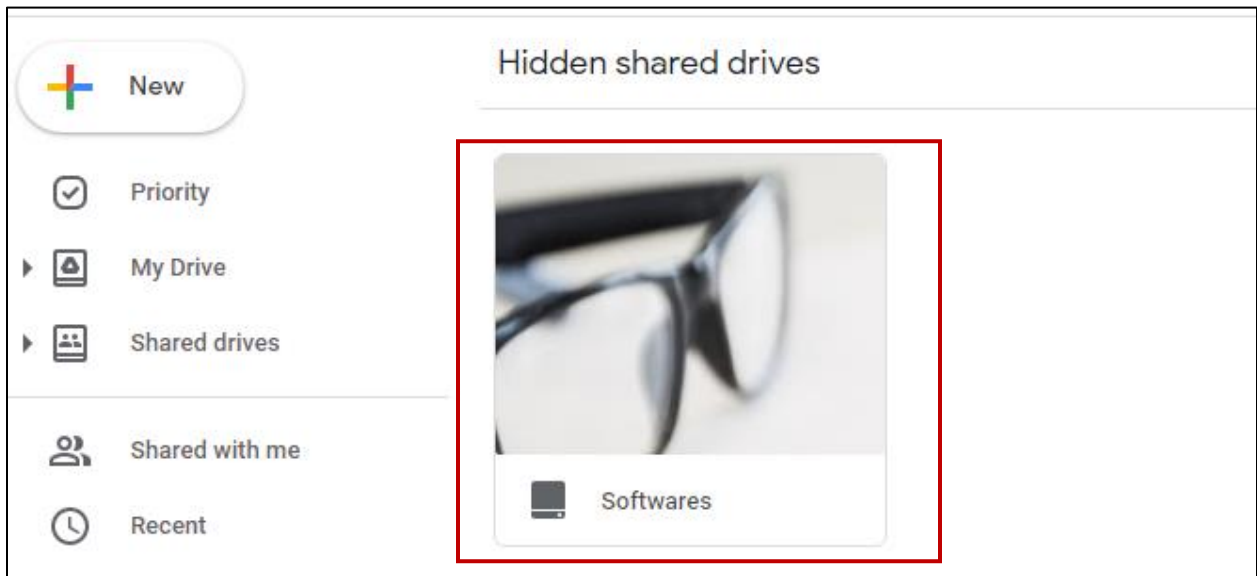 New
Priority
My Drive
Shared drives
Shared with me
Recent
Hidden shared drives
Softwares